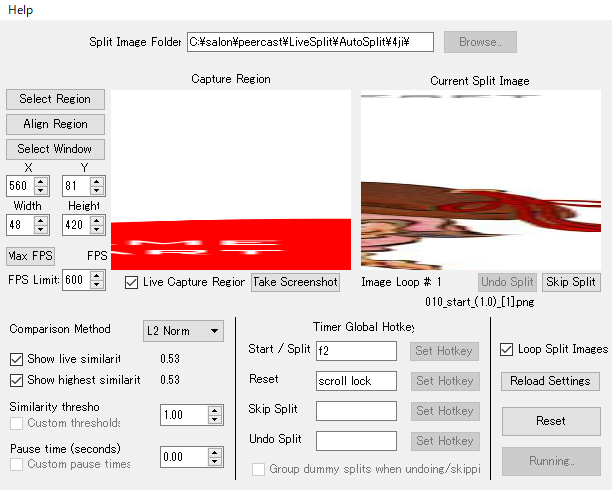 Help
Split Image Folder
C:¥salon¥peercast¥LiveSplit¥AutoSplit¥4ji¥
Browse..
Capture Region
Current Split Image
Select Region
Align Region
Select Window
X
Y
560
81
Width
Height
48
420
Max FPS
FPS
FPS Limit:
600
Live Capture Region
Take Screenshot
Image Loop # 1
Undo Split
Skip Split
010_start_(1.0)_[1].png
Comparison Method
L2 Norm
Show live similarit
0.53
Show highest similarit
0.53
Similarity thresho
1.00
Custom thresholds
Pause time (seconds)
0.00
Custom pause times
Timer Global Hotkey
Start / Split
f2
Set Hotkey
Reset
scroll lock
Set Hotkey
Skip Split
Set Hotkey
Undo Split
Set Hotkey
Group dummy splits when undoing/skippi
Loop Split Images
Reload Settings
Reset
Running..